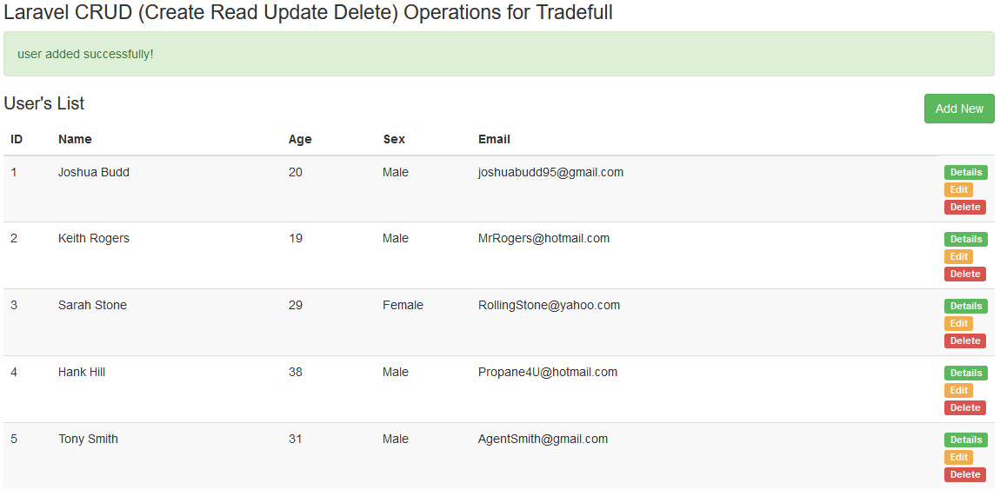 Laravel CRUD (Create Read Update Delete) Operations for Tradefull
user added successfully!
User's List
Add New
ID Name Age Sex Email
1 Joshua Budd 20 Male joshuabudd95@gmail.com Details
Edit
Delete
2 Keith Rogers 19 Male MrRogers@hotmail.com Details
Edit
Delete
3 Sarah Stone 29 Female RollingStone@yahoo.com Details
Edit
Delete
4 Hank Hill 38 Male Propane4U@hotmail.com Details
Edit
Delete
5 Tony Smith 31 Male AgentSmith@gmail.com Details
Edit
Delete